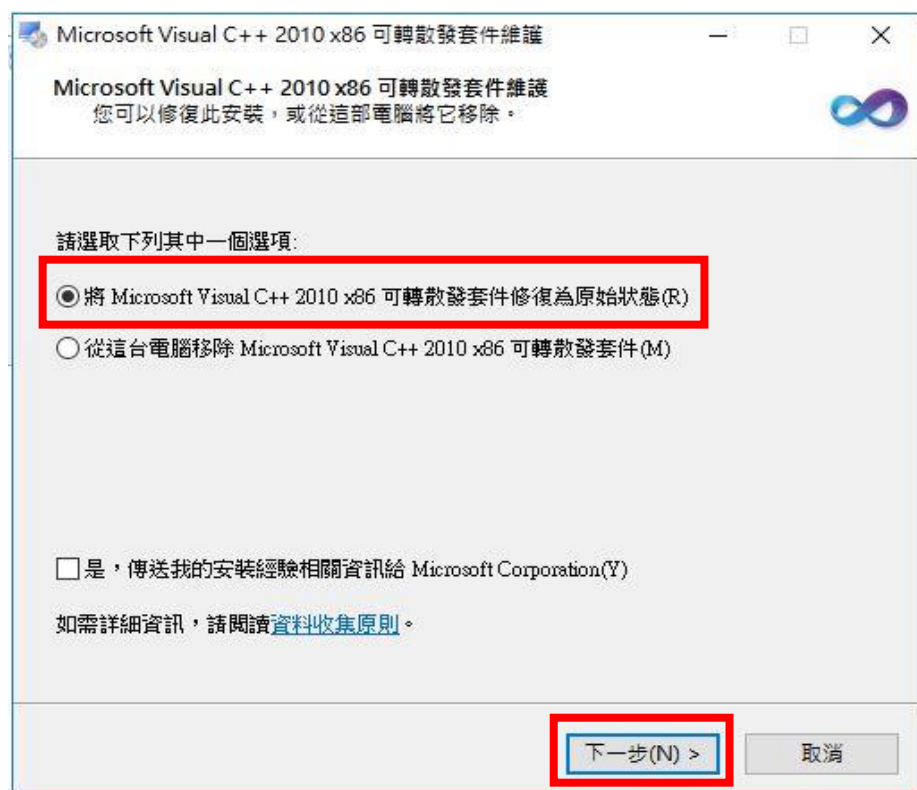 Microsoft Visual C++ 2010 x86 可轉散發套件維護
Microsoft Visual C++ 2010 x86 可轉散發套件維護
您可以修復此安裝，或從這部電腦將它移除。
請選取下列其中一個選項:
將 Microsoft Visual C++ 2010 x86 可轉散發套件修復為原始狀態(R)
從這台電腦移除 Microsoft Visual C++ 2010 x86 可轉散發套件(M)
是，傳送我的安裝經驗相關資訊給 Microsoft Corporation(Y)
如需詳細資訊，請閱讀資料收集原則。
下一步(N) > 取消